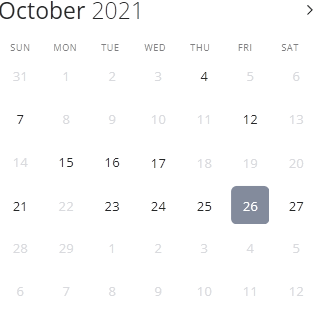 October 2021
SUN MON TUE WED THU FRI SAT
31 1 2 3 4 5 6
7 8 9 10 11 12 13
14 15 16 17 18 19 20
21 22 23 24 25 26 27
28 29 1 2 3 4 5
6 7 8 9 10 11 12